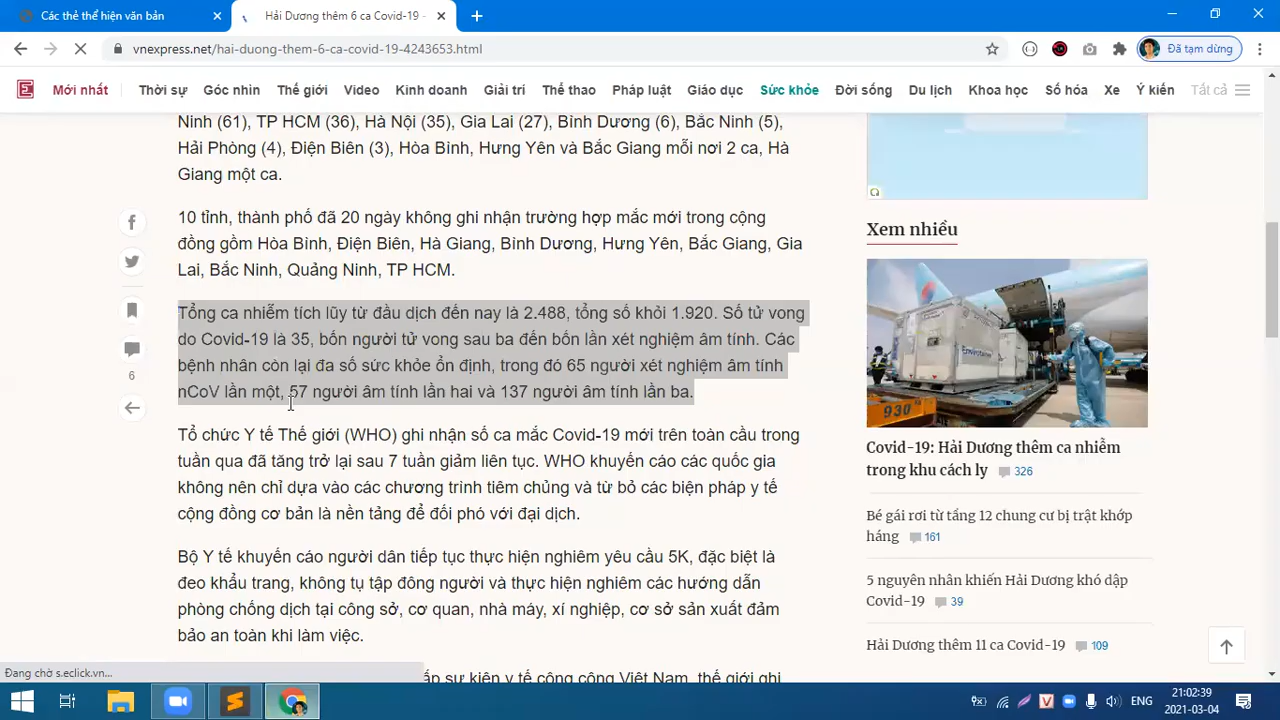 Các thẻ thể hiện văn bản
Hải Dương thêm 6 ca Covid-19 -
vnexpress.net/hai-duong-them-6-ca-covid-19-4243653.html
Đã tạm dừng
Mới nhất Thời sự Góc nhìn Thế giới Video Kinh doanh Giải trí Thể thao Pháp luật Giáo dục Sức khỏe Đời sống Du lịch Khoa học Số hóa Xe Ý kiến Tất cả
Ninh (61), TP HCM (36), Hà Nội (35), Gia Lai (27), Bình Dương (6), Bắc Ninh (5),
Hải Phòng (4), Điện Biên (3), Hòa Bình, Hưng Yên và Bắc Giang mỗi nơi 2 ca, Hà
Giang một ca.
10 tỉnh, thành phố đã 20 ngày không ghi nhận trường hợp mắc mới trong cộng
đồng gồm Hòa Bình, Điện Biên, Hà Giang, Bình Dương, Hưng Yên, Bắc Giang, Gia
Lai, Bắc Ninh, Quảng Ninh, TP HCM.
Tổng ca nhiễm tích lũy từ đầu dịch đến nay là 2.488, tổng số khỏi 1.920. Số tử vong
do Covid-19 là 35, bốn người tử vong sau ba đến bốn lần xét nghiệm âm tính. Các
bệnh nhân còn lại đa số sức khỏe ổn định, trong đó 65 người xét nghiệm âm tính
nCoV lần một, 57 người âm tính lần hai và 137 người âm tính lần ba.
Tổ chức Y tế Thế giới (WHO) ghi nhận số ca mắc Covid-19 mới trên toàn cầu trong
tuần qua đã tăng trở lại sau 7 tuần giảm liên tục. WHO khuyến cáo các quốc gia
không nên chỉ dựa vào các chương trình tiêm chủng và từ bỏ các biện pháp y tế
cộng đồng cơ bản là nền tảng để đối phó với đại dịch.
Bộ Y tế khuyến cáo người dân tiếp tục thực hiện nghiêm yêu cầu 5K, đặc biệt là
đeo khẩu trang, không tụ tập đông người và thực hiện nghiêm các hướng dẫn
phòng chống dịch tại công sở, cơ quan, nhà máy, xí nghiệp, cơ sở sản xuất đảm
bảo an toàn khi làm việc.
sự kiện y tế công cộng Việt Nam, thế giới ghi
6
Xem nhiều
930
Covid-19: Hải Dương thêm ca nhiễm
trong khu cách ly 326
Bé gái rơi từ tầng 12 chung cư bị trật khớp
háng 161
5 nguyên nhân khiến Hải Dương khó dập
Covid-19 39
Hải Dương thêm 11 ca Covid-19 109
Đang chờ s.eclick.vn...
ENG
21:02:39
2021-03-04